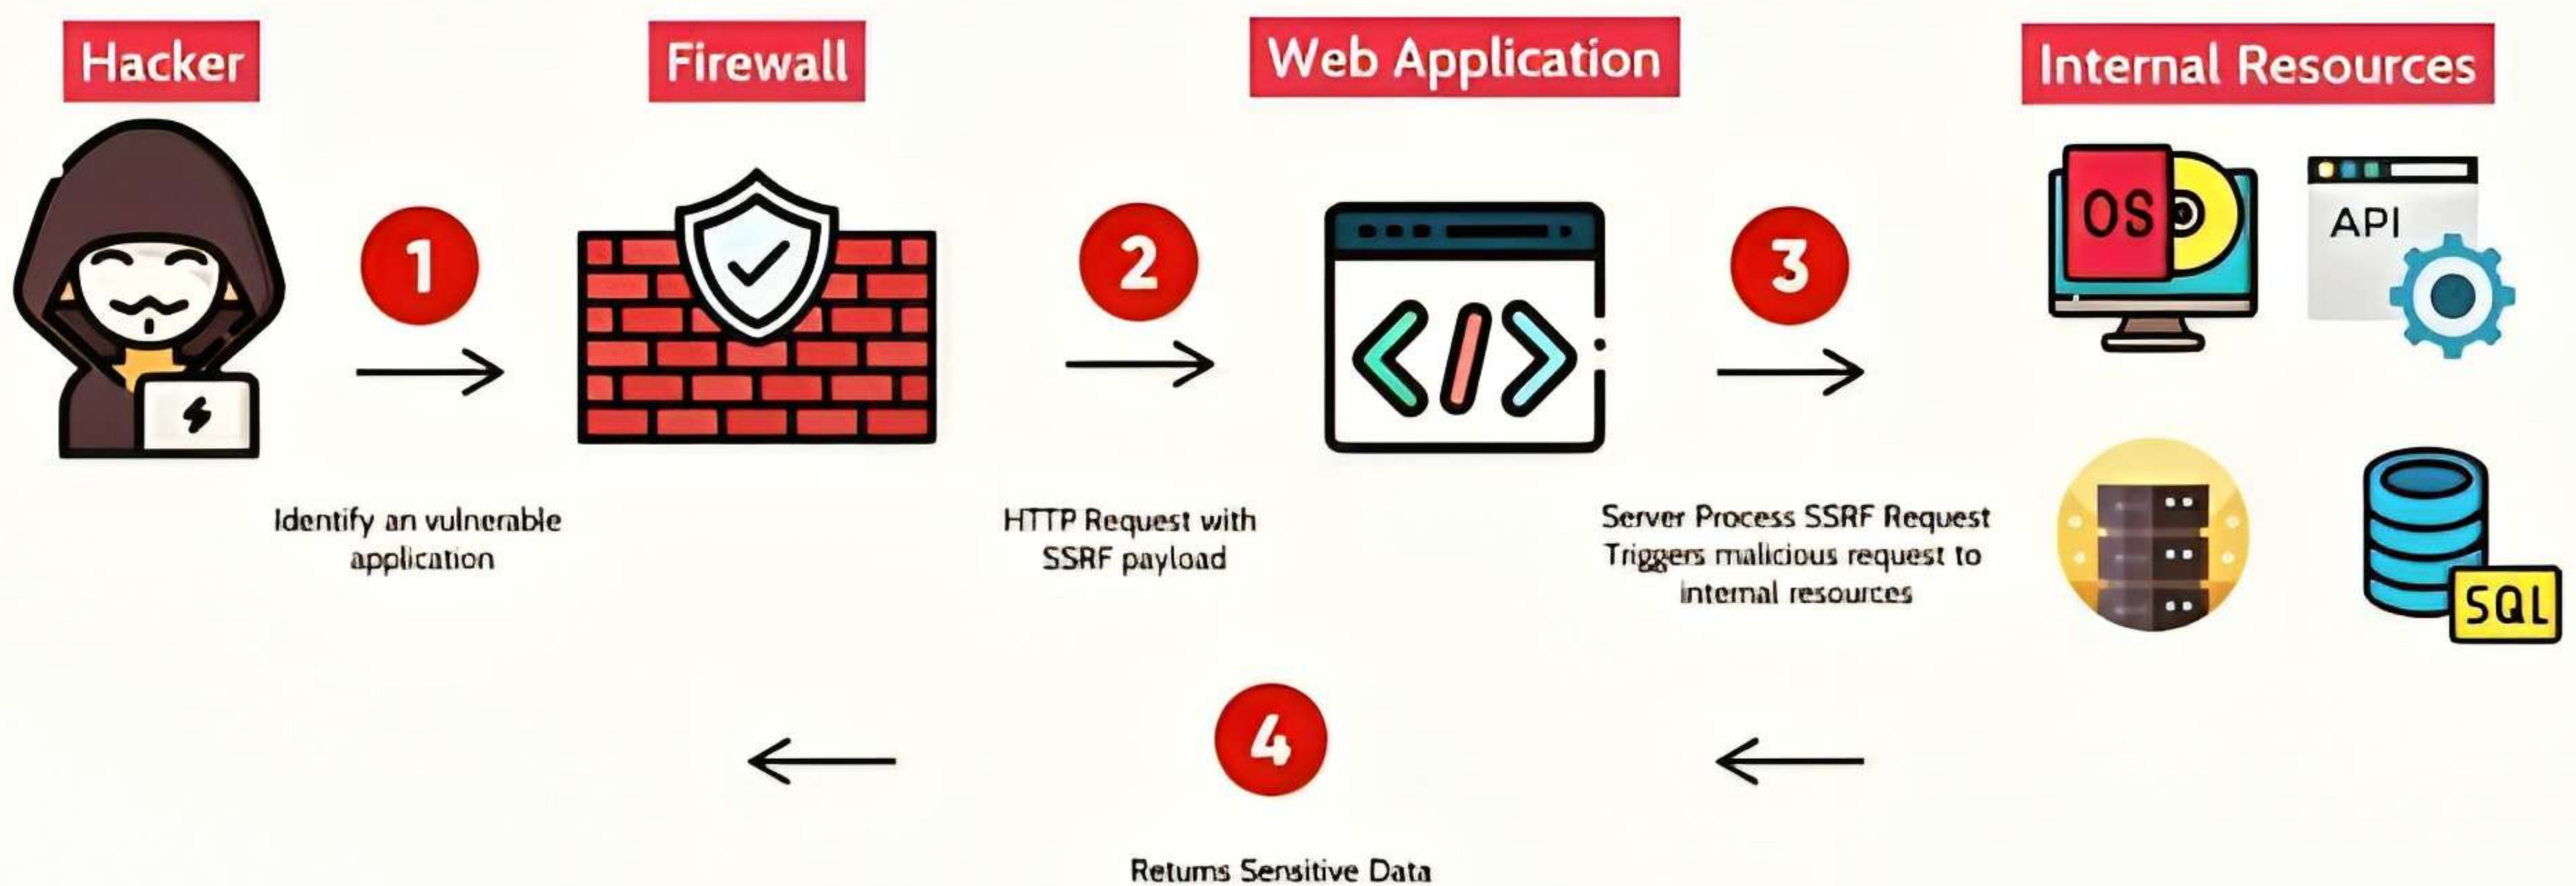 Hacker
Firewall
Web Application
Internal Resources
1
2
3
OS
API
Identify an vulnerable
application
HTTP Request with
SSRF payload
Server Process SSRF Request
Triggers malicious request to
internal resources
SQL
4
Returns Sensitive Data